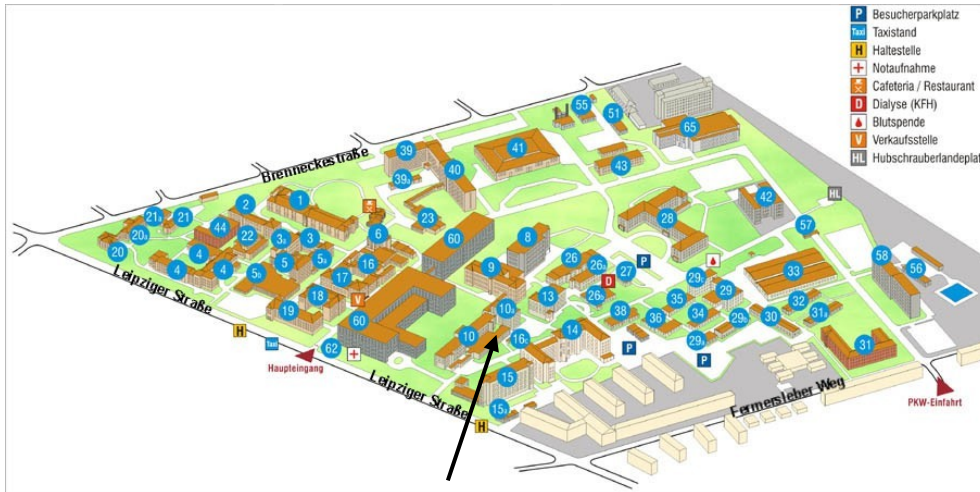 P Besucherparkplatz
Taxi Taxistand
H Haltestelle
Notaufnahme
Cafeteria / Restaurant
D Dialyse (KFH)
Blutspende
V Verkaufsstelle
HL Hubschrauberlandeplat
Brenneckestraße
55
51
65
39
41
40
43
39a
1
2
21a
21
44
23
28
42
HL
20a
22
3a
3
6
60
8
57
20
4
4
4
5
5a
16
26
26a
27
P
58
56
5b
17
9
D
29c
33
Leipziger Straße
18
V
10a
13
26b
35
29
19
60
38
36
34
29b
30
32
31a
H
Taxi
10
16c
14
29a
31
62
P
P
Haupteingang
Leipziger Straße
15
Fermersleber Weg
PKW-Einfahrt
15a
H